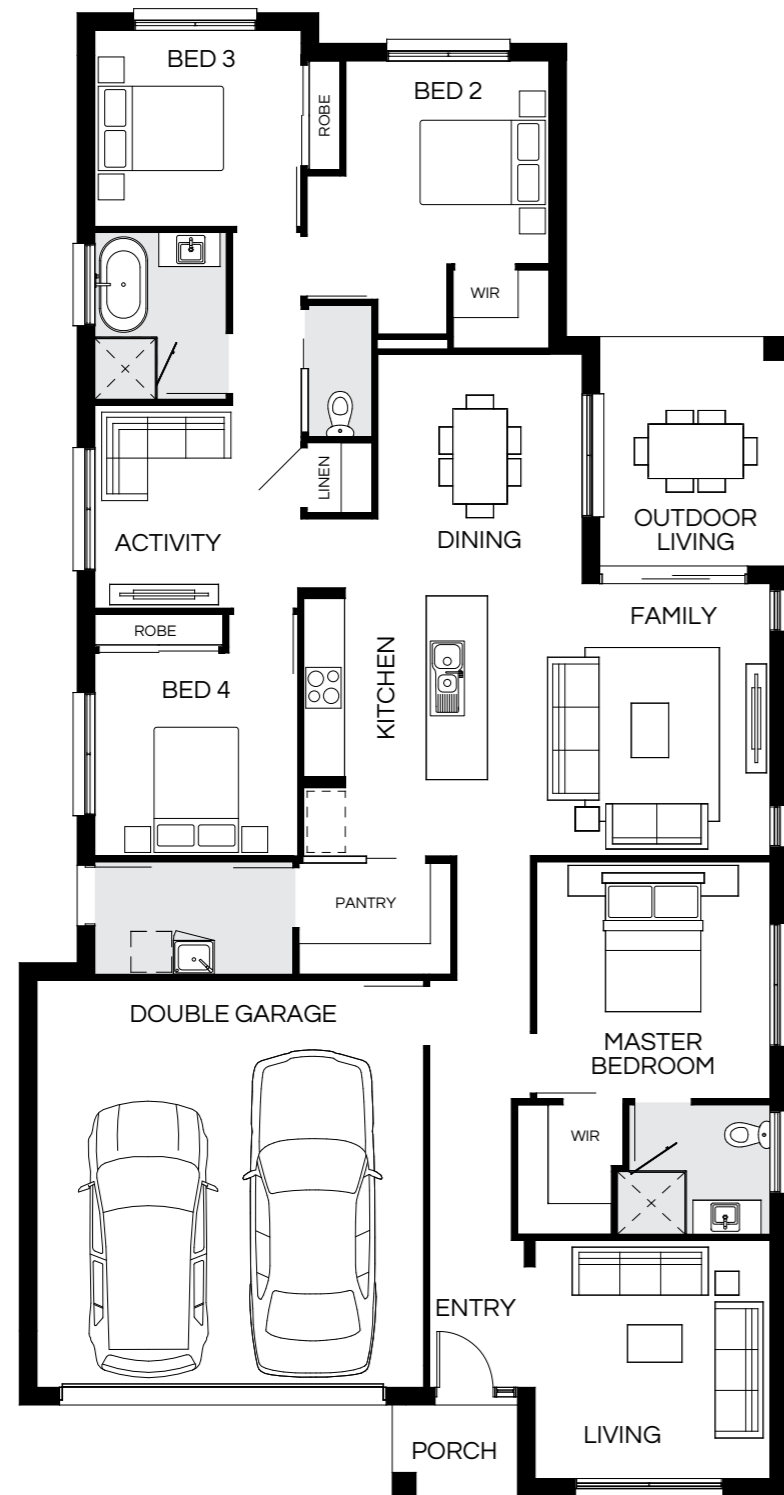 BED 3
ROBE
BED 2
WIR
LINEN
ACTIVITY
DINING
OUTDOOR
LIVING
FAMILY
ROBE
BED 4
KITCHEN
PANTRY
DOUBLE GARAGE
MASTER
BEDROOM
WIR
ENTRY
LIVING
PORCH